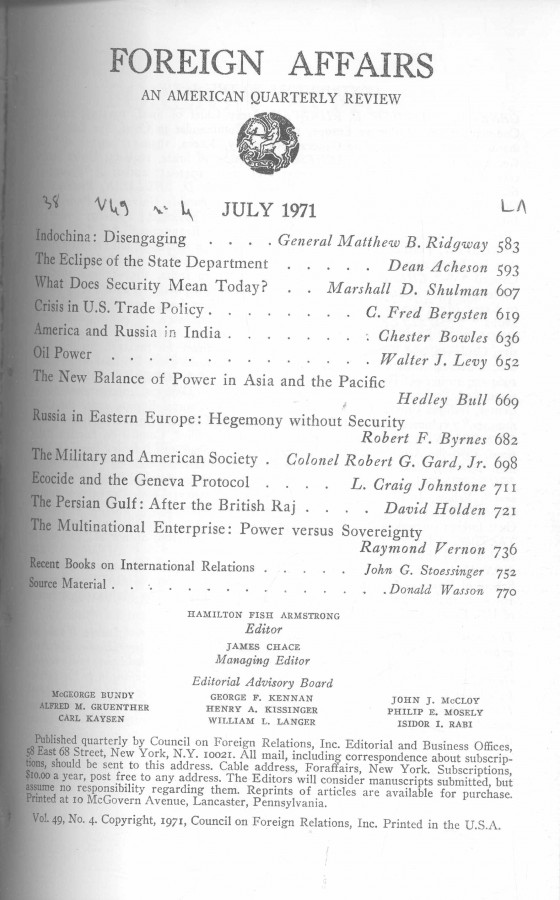 FOREIGN AFFAIRS
AN AMERICAN QUARTERLY REVIEW
38
JULY 1971
Indochina: Disengaging . . . . General Matthew B. Ridgway 583
The Eclipse of the State Department . . . . . Dean Acheson 593
What Does Security Mean Today? . . Marshall D. Shulman 607
Crisis in U.S. Trade Policy . . . . . . . . C. Fred Bergsten 619
America and Russia in India . . . . . . . . Chester Bowles 636
Oil Power . . . . . . . . . . . . . . Walter J. Levy 652
The New Balance of Power in Asia and the Pacific
Hedley Bull 669
Russia in Eastern Europe: Hegemony without Security
Robert F. Byrnes 682
The Military and American Society . Colonel Robert G. Gard, Jr. 698
Ecocide and the Geneva Protocol . . . . L. Craig Johnstone 711
The Persian Gulf: After the British Raj . . . . David Holden 721
The Multinational Enterprise: Power versus Sovereignty
Raymond Vernon 736
Recent Books on International Relations . . . . . John G. Stoessinger 752
Source Material . . . . . . . . . . . . . . Donald Wasson 770
HAMILTON FISH ARMSTRONG
Editor
JAMES CHACE
Managing Editor
Editorial Advisory Board
McGEORGE BUNDY
ALFRED M. GRUENTHER
CARL KAYSEN
GEORGE F. KENNAN
HENRY A. KISSINGER
WILLIAM L. LANGER
JOHN J. McCLOY
PHILIP E. MOSELY
ISIDOR I. RABI
Published quarterly by Council on Foreign Relations, Inc. Editorial and Business Offices,
58 East 68 Street, New York, N.Y. 10021. All mail, including correspondence about subscrip-
tions, should be sent to this address. Cable address, Foraffairs, New York. Subscriptions,
$10.00 a year, post free to any address. The Editors will consider manuscripts submitted, but
assume no responsibility regarding them. Reprints of articles are available for purchase.
Printed at 10 McGovern Avenue, Lancaster, Pennsylvania.
Vol. 49, No. 4. Copyright, 1971, Council on Foreign Relations, Inc. Printed in the U.S.A.